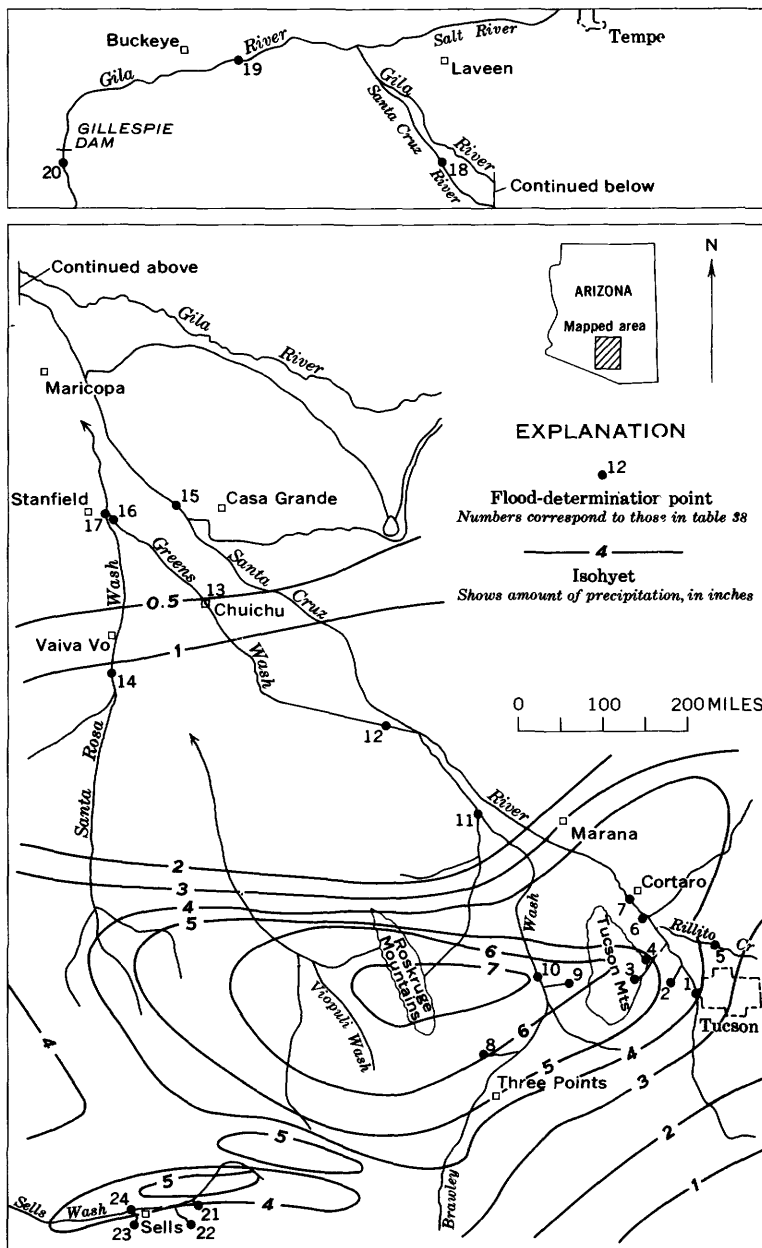 Buckeye
Gila River
19
Salt River
Tempe
Laveen
GILLESPIE
DAM
20
Gila River
Santa Cruz River
18
Continued below
Continued above
Gila River
Maricopa
ARIZONA
Mapped area
N
EXPLANATION
12
Flood-determinatior point
Numbers correspond to those in table 38
4
Isohyet
Shows amount of precipitation, in inches
0 100 200 MILES
Stanfield
17
16
15
Casa Grande
Greens Wash
Santa Cruz River
13
Chuichu
0.5
Wash
Vaiva Vo
1
14
12
Santa Rosa
11
Marana
2
3
4
5
Cortaro
7
6
Rillito Cr
5
Tucson Mts
4
3
2
1
Tucson
Wash
10
9
6
7
Roskruge
Mountains
Viopuli Wash
8
6
5
4
3
2
1
Three Points
Brawley
4
5
5
4
Sells Wash
24
21
Sells
23
22